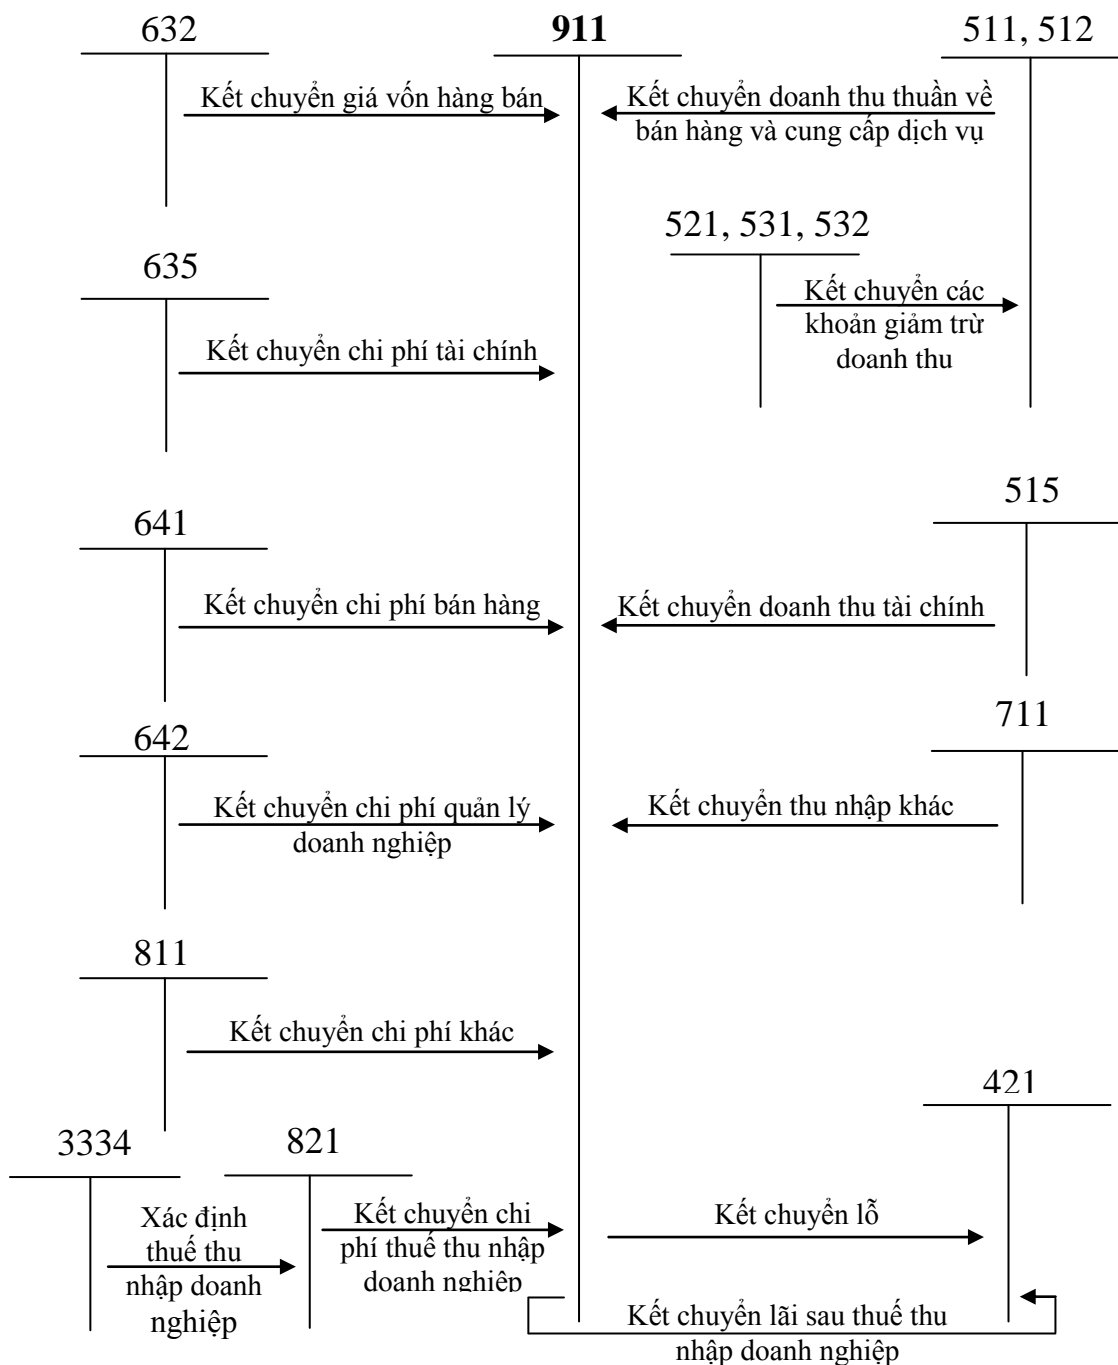 632
911
511, 512
Kết chuyển giá vốn hàng bán
Kết chuyển doanh thu thuần về
bán hàng và cung cấp dịch vụ
521, 531, 532
635
Kết chuyển các
khoản giảm trừ
doanh thu
Kết chuyển chi phí tài chính
515
641
Kết chuyển chi phí bán hàng
Kết chuyển doanh thu tài chính
711
642
Kết chuyển chi phí quản lý
doanh nghiệp
Kết chuyển thu nhập khác
811
Kết chuyển chi phí khác
421
3334
821
Xác định
thuế thu
nhập doanh
nghiệp
Kết chuyển chi
phí thuế thu nhập
doanh nghiệp
Kết chuyển lỗ
Kết chuyển lãi sau thuế thu
nhập doanh nghiệp